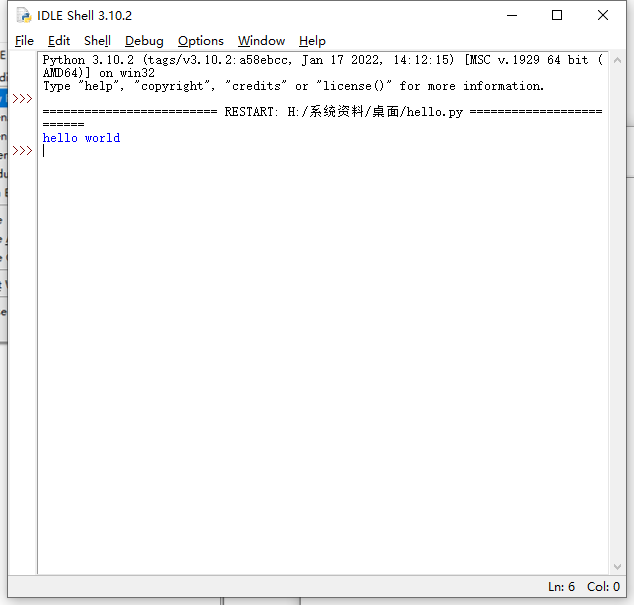 IDLE Shell 3.10.2
File Edit Shell Debug Options Window Help
Python 3.10.2 (tags/v3.10.2:a58ebcc, Jan 17 2022, 14:12:15) [MSC v.1929 64 bit (
AMD64)] on win32
Type "help", "copyright", "credits" or "license()" for more information.
>>>
========================= RESTART: H:/系统资料/桌面/hello.py ===================
======
hello world
>>>
Ln: 6 Col: 0